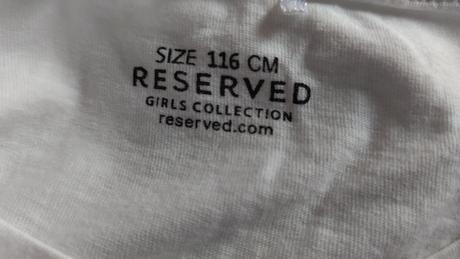 SIZE 116 CM
RESERVED
GIRLS COLLECTION
reserved.com